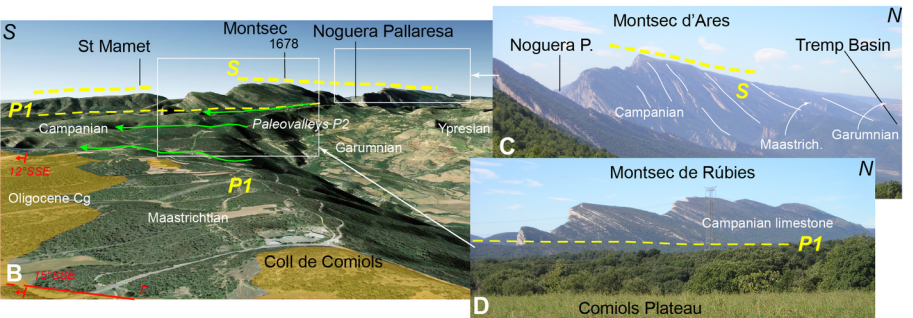 S
Montsec
1678
Noguera Pallaresa
St Mamet
S
P1
Campanian
Paleovalleys P2
Ypresian
Garumnian
12°SSE
P1
Oligocene Cg
Maastrichtian
Coll de Comiols
B
15°SSE
Montsec d'Ares
N
Noguera P.
Tremp Basin
S
Campanian
Maastrich.
Garumnian
C
Montsec de Rúbies
N
Campanian limestone
P1
D
Comiols Plateau